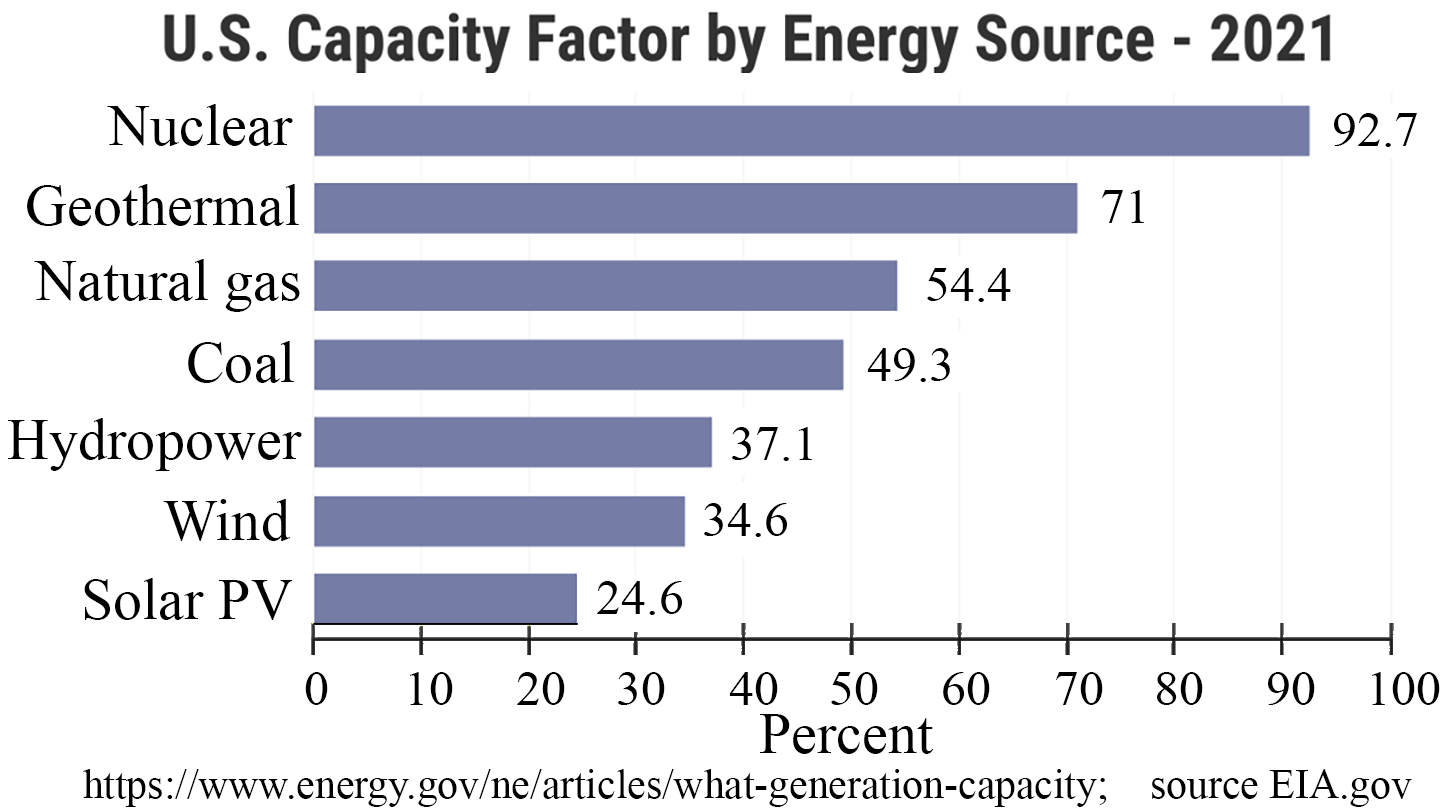 U.S. Capacity Factor by Energy Source - 2021
Nuclear 92.7
Geothermal 71
Natural gas 54.4
Coal 49.3
Hydropower 37.1
Wind 34.6
Solar PV 24.6
0 10 20 30 40 50 60 70 80 90 100
Percent
https://www.energy.gov/ne/articles/what-generation-capacity; source EIA.gov